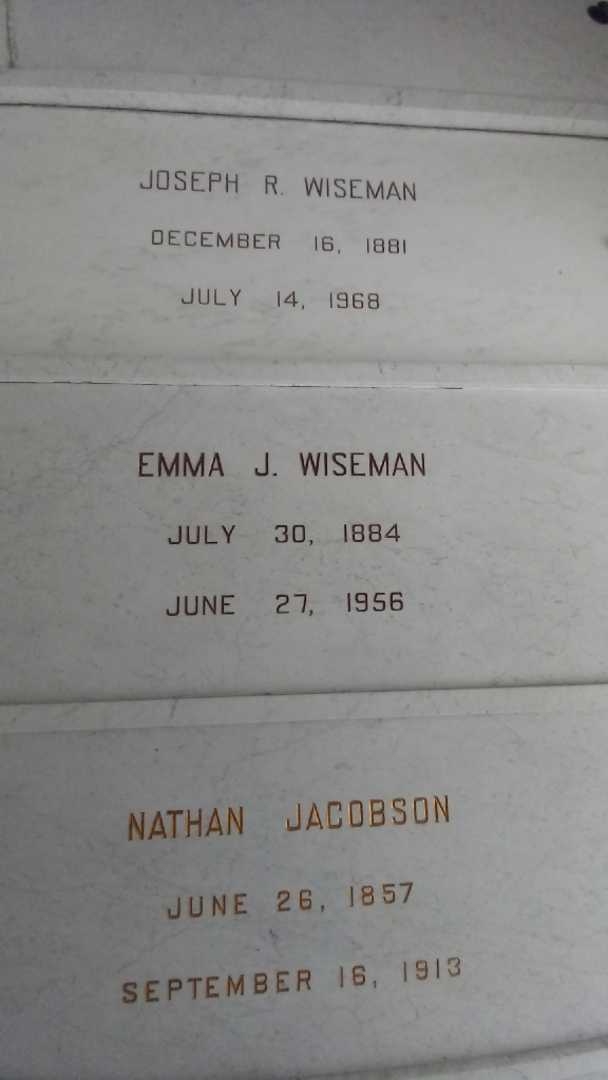 JOSEPH R. WISEMAN
DECEMBER 16, 1881
JULY 14, 1968
EMMA J. WISEMAN
JULY 30, 1884
JUNE 27, 1956
NATHAN JACOBSON
JUNE 26, 1857
SEPTEMBER 16, 1913